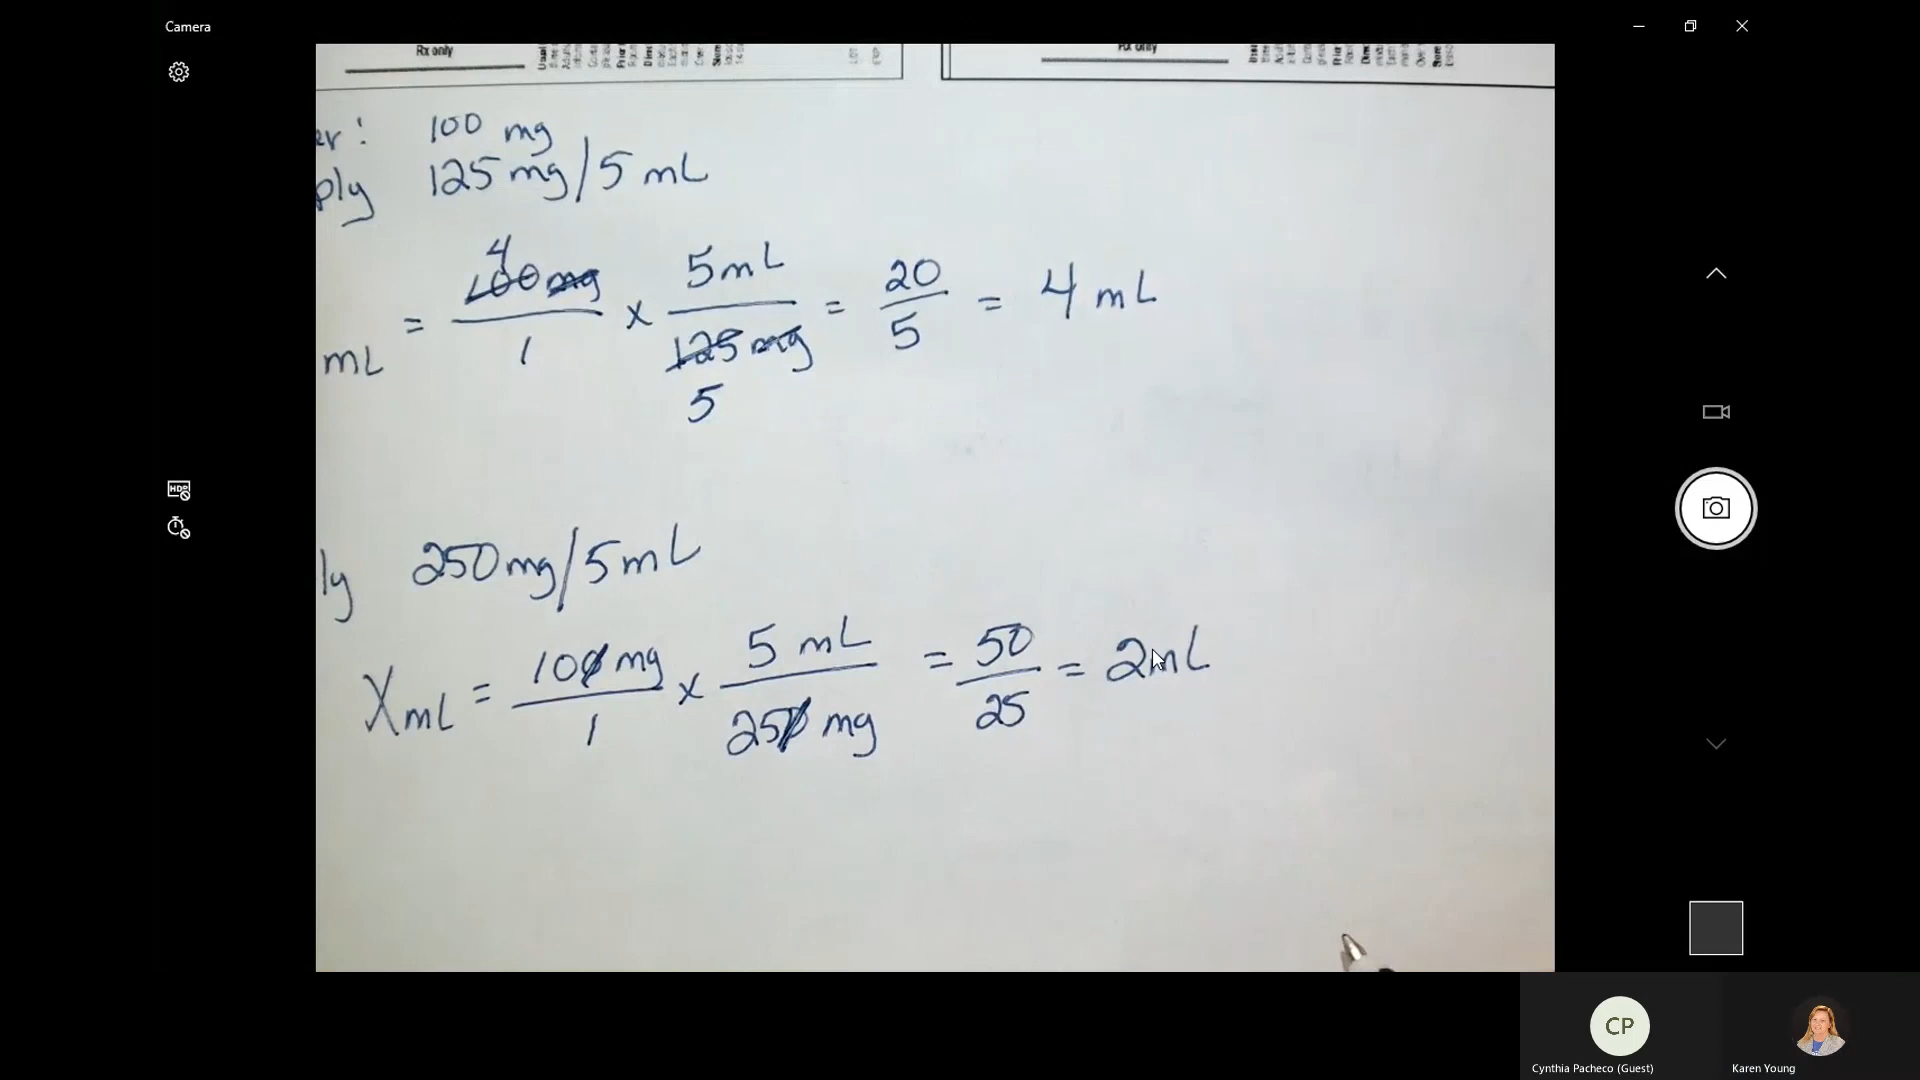 Camera
Rx only
Rx only
er: 100 mg
ply 125 mg/5 mL
mL = 4 100 mg / 1 x 5 mL / 125 mg 5 = 20 / 5 = 4 mL
ly 250 mg/5 mL
X mL = 100 mg / 1 x 5 mL / 250 mg = 50 / 25 = 2 mL
CP
Cynthia Pacheco (Guest)
Karen Young